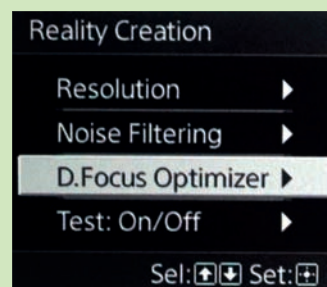 Reality Creation
Resolution
Noise Filtering
D.Focus Optimizer
Test: On/Off
Sel:⬆⬇ Set:✥